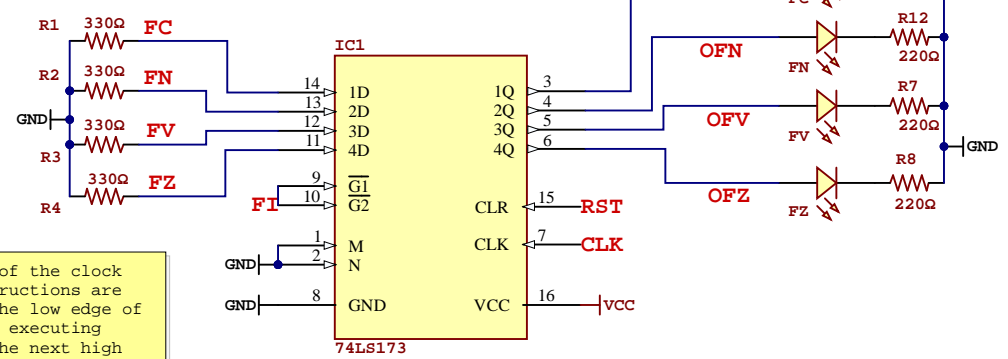 FC
R1
330Ω
FC
R2
330Ω
FN
GND
330Ω
FV
R3
330Ω
FZ
R4
IC1
14
1D
13
2D
12
3D
11
4D
9
G1
10
G2
FI
1
M
2
N
GND
8
GND
GND
1Q
3
2Q
4
3Q
5
4Q
6
CLR
15
RST
CLK
7
CLK
VCC
16
VCC
74LS173
OFN
FN
R12
220Ω
OFV
FV
R7
220Ω
GND
OFZ
FZ
R8
220Ω
of the clock
ructions are
he low edge of
executing
he next high